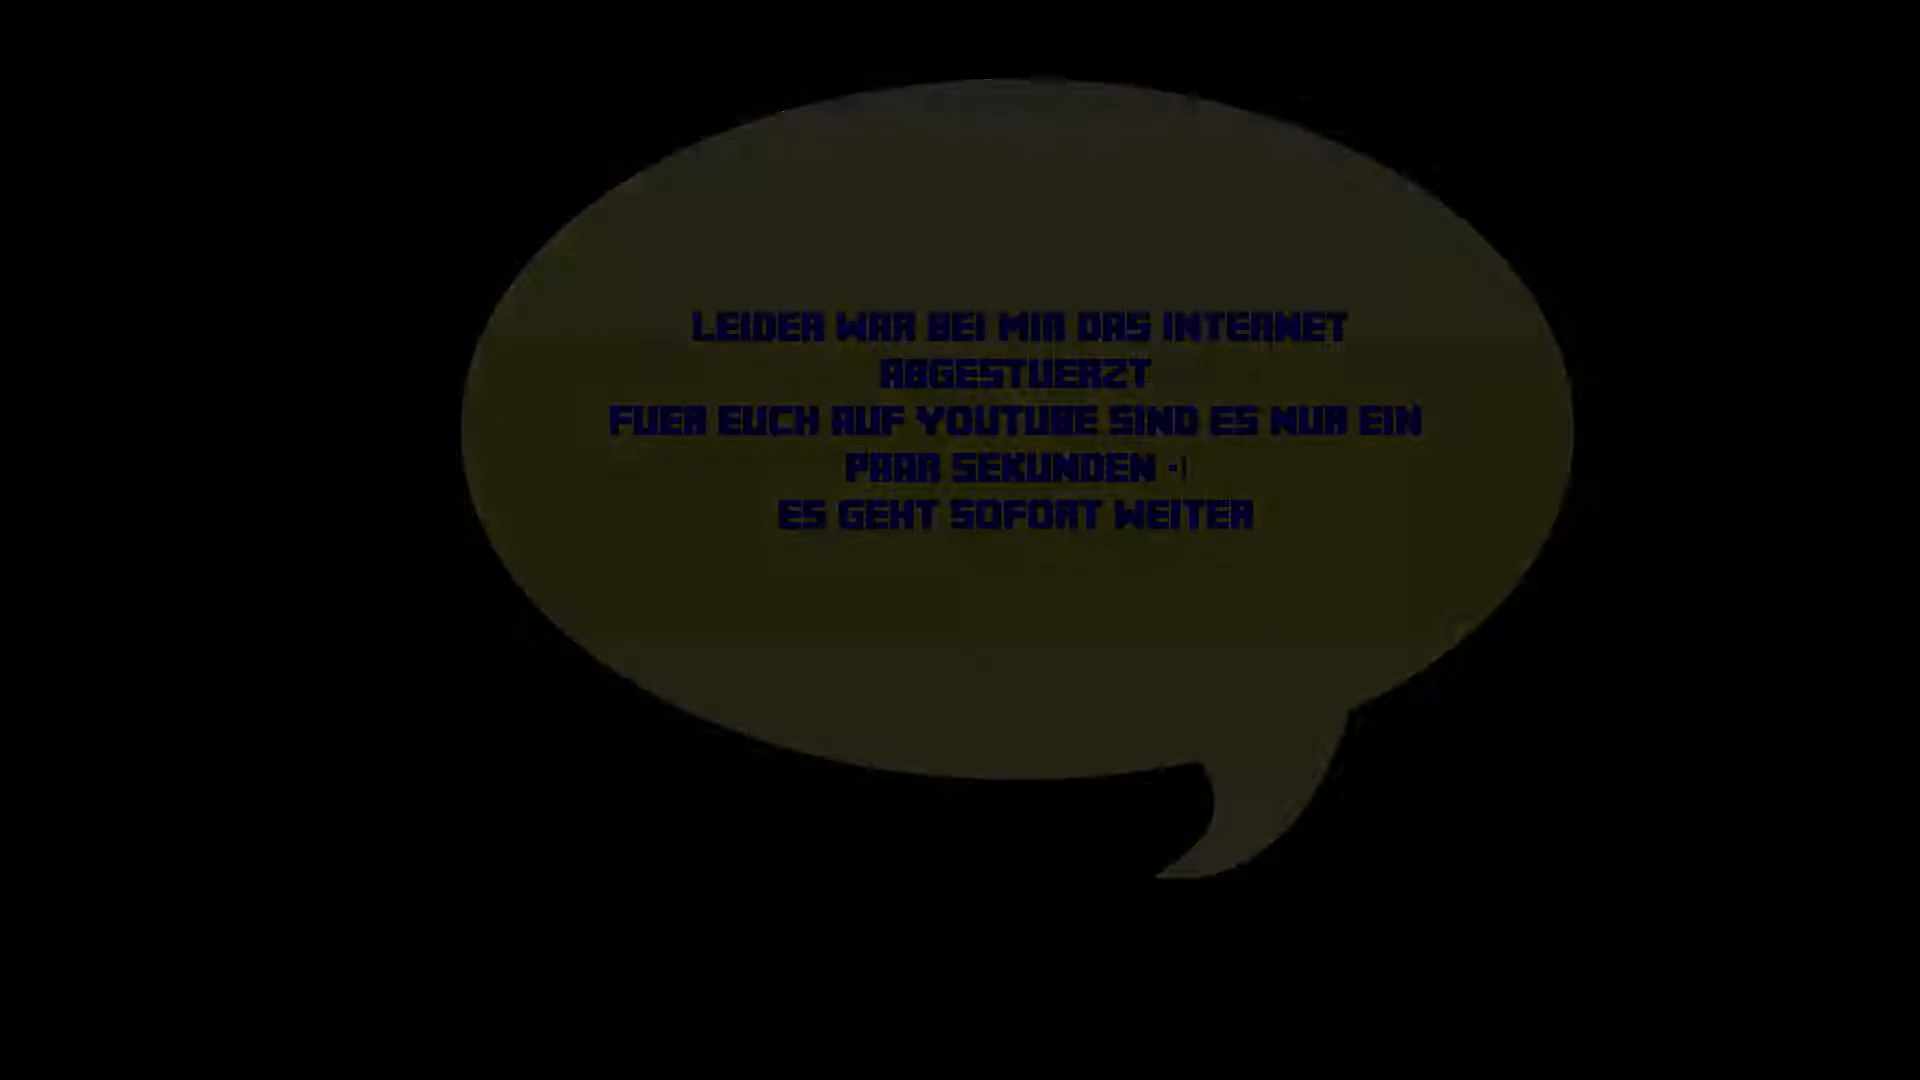 LEIDER WAR BEI MIR DAS INTERNET
ABGESTUERZT
FUER EUCH AUF YOUTUBE SIND ES NUR EIN
PAAR SEKUNDEN -)
ES GEHT SOFORT WEITER